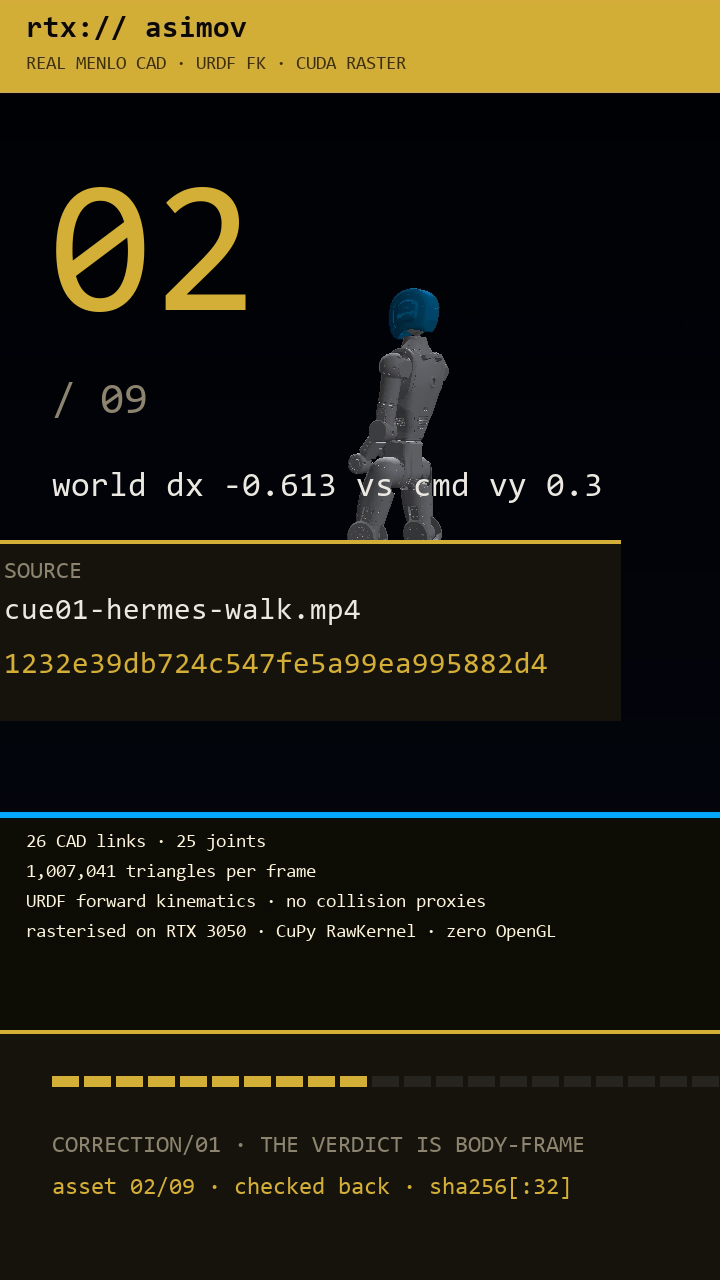 rtx:// asimov
REAL MENLO CAD · URDF FK · CUDA RASTER
02
/ 09
world dx -0.613 vs cmd vy 0.3
SOURCE
cue01-hermes-walk.mp4
1232e39db724c547fe5a99ea995882d4
26 CAD links · 25 joints
1,007,041 triangles per frame
URDF forward kinematics · no collision proxies
rasterised on RTX 3050 · CuPy RawKernel · zero OpenGL
CORRECTION/01 · THE VERDICT IS BODY-FRAME
asset 02/09 · checked back · sha256[:32]